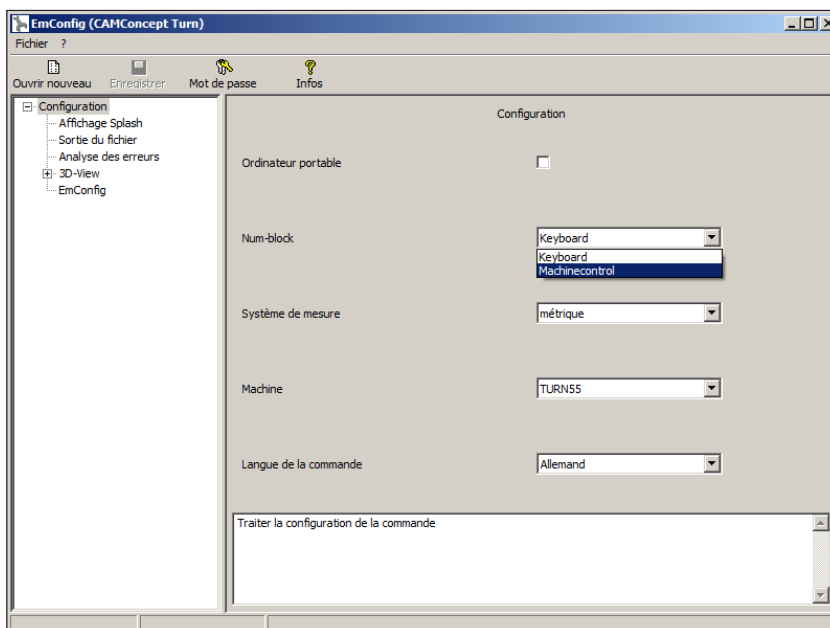 EmConfig (CAMConcept Turn)
Fichier ?
Ouvrir nouveau Enregistrer Mot de passe Infos
Configuration
Affichage Splash
Sortie du fichier
Analyse des erreurs
3D-View
EmConfig
Configuration
Ordinateur portable
Num-block Keyboard
Keyboard
Machinecontrol
Système de mesure métrique
Machine TURN55
Langue de la commande Allemand
Traiter la configuration de la commande